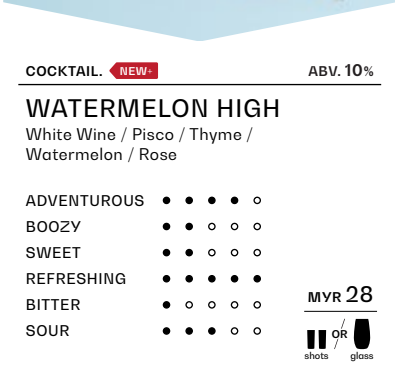 COCKTAIL. NEW+ ABV. 10%
WATERMELON HIGH
White Wine / Pisco / Thyme /
Watermelon / Rose
ADVENTUROUS
BOOZY
SWEET
REFRESHING
BITTER
SOUR
MYR 28
OR
shots glass